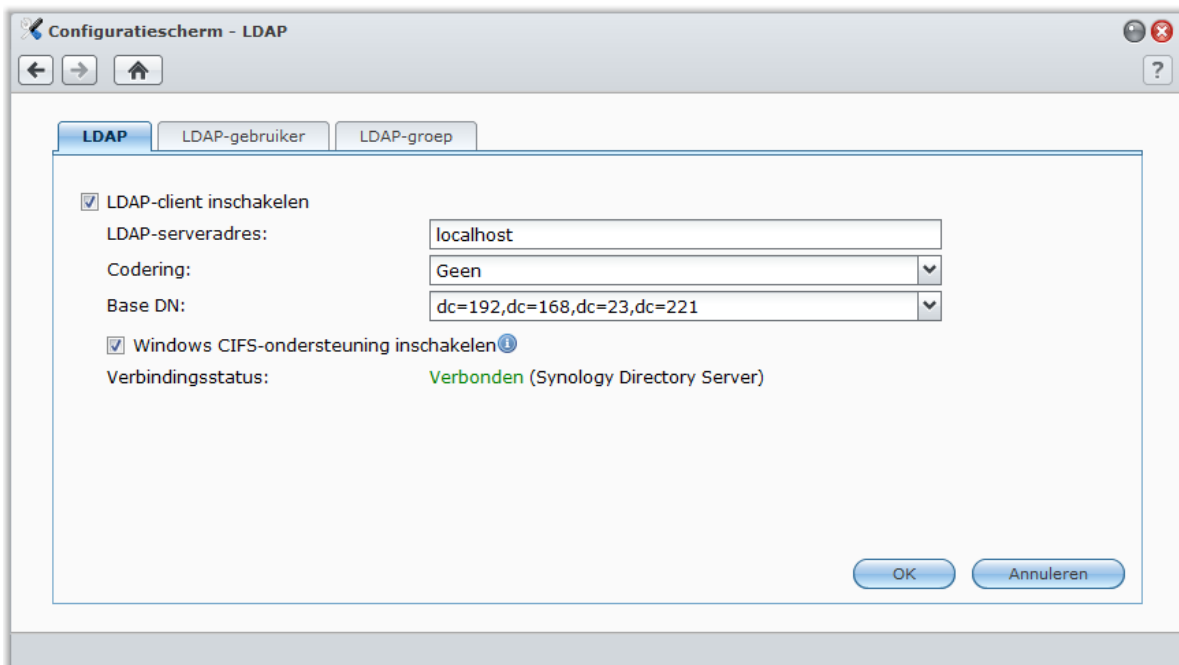 Configuratiescherm - LDAP
?
LDAP LDAP-gebruiker LDAP-groep
LDAP-client inschakelen
LDAP-serveradres: localhost
Codering: Geen
Base DN: dc=192,dc=168,dc=23,dc=221
Windows CIFS-ondersteuning inschakelen
Verbindingsstatus: Verbonden (Synology Directory Server)
OK Annuleren